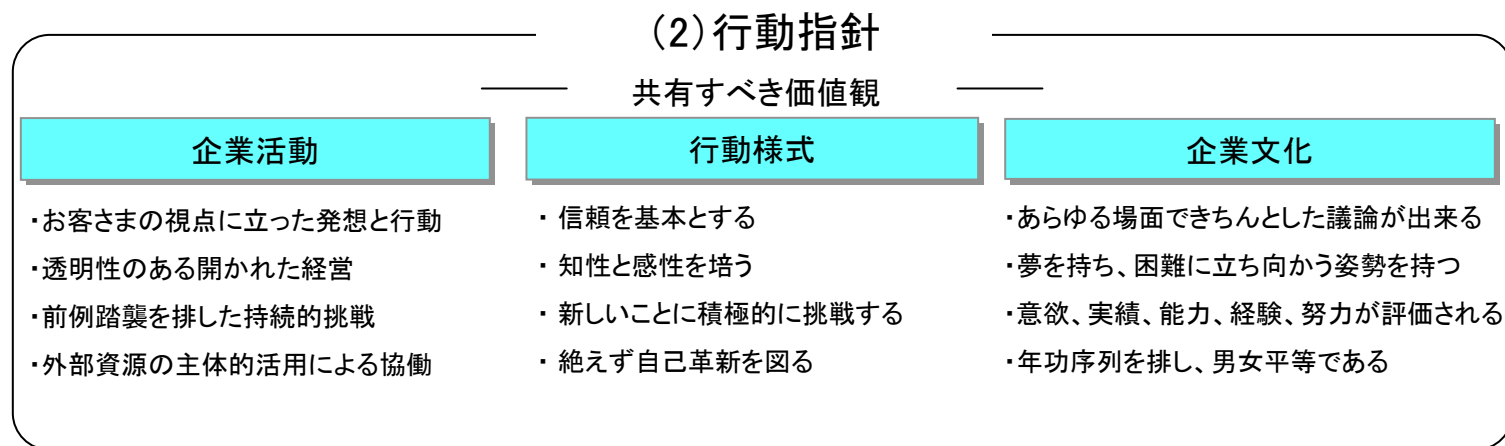 (2)行動指針
共有すべき価値観
企業活動
・お客さまの視点に立った発想と行動
・透明性のある開かれた経営
・前例踏襲を排した持続的挑戦
・外部資源の主体的活用による協働
行動様式
・ 信頼を基本とする
・ 知性と感性を培う
・ 新しいことに積極的に挑戦する
・ 絶えず自己革新を図る
企業文化
・あらゆる場面できちんとした議論が出来る
・夢を持ち、困難に立ち向かう姿勢を持つ
・意欲、実績、能力、経験、努力が評価される
・年功序列を排し、男女平等である